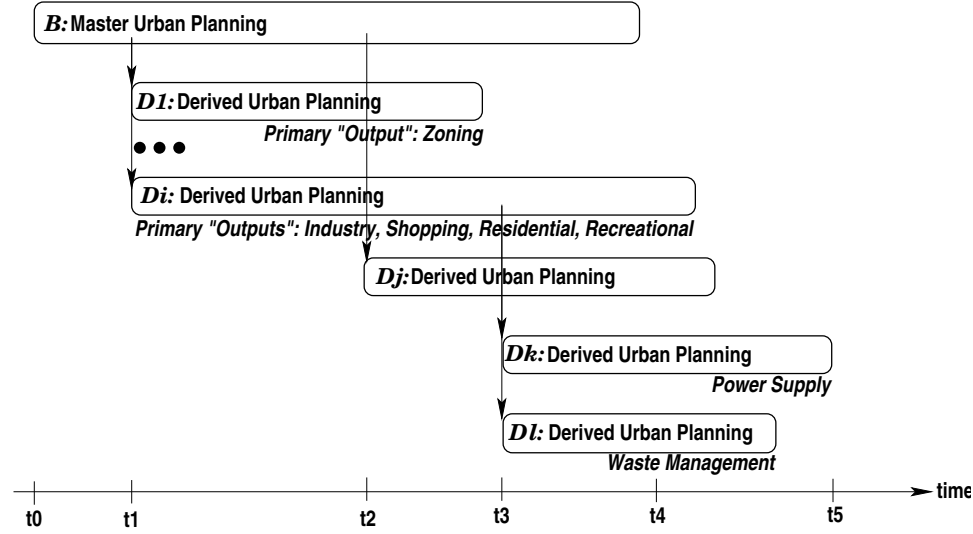 B: Master Urban Planning
D1: Derived Urban Planning
Primary "Output": Zoning
Di: Derived Urban Planning
Primary "Outputs": Industry, Shopping, Residential, Recreational
Dj: Derived Urban Planning
Dk: Derived Urban Planning
Power Supply
Dl: Derived Urban Planning
Waste Management
time
t0 t1 t2 t3 t4 t5